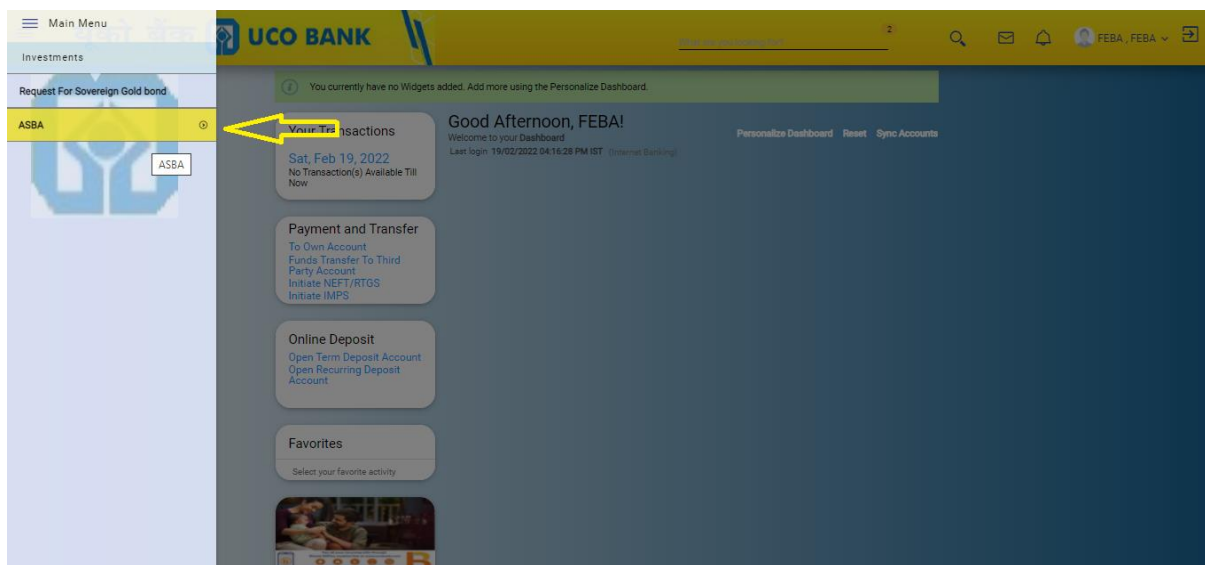 Main Menu
यूको बैंक UCO BANK
2
FEBA , FEBA
Investments
Request For Sovereign Gold bond
ASBA
ASBA
You currently have no Widgets added. Add more using the Personalize Dashboard.
Your Transactions
Sat, Feb 19, 2022
No Transaction(s) Available Till
Now
Good Afternoon, FEBA!
Welcome to your Dashboard
Last login 19/02/2022 04:16:28 PM IST (Internet Banking)
Personalize Dashboard Reset Sync Accounts
Payment and Transfer
To Own Account
Funds Transfer To Third
Party Account
Initiate NEFT/RTGS
Initiate IMPS
Online Deposit
Open Term Deposit Account
Open Recurring Deposit
Account
Favorites
Select your favorite activity